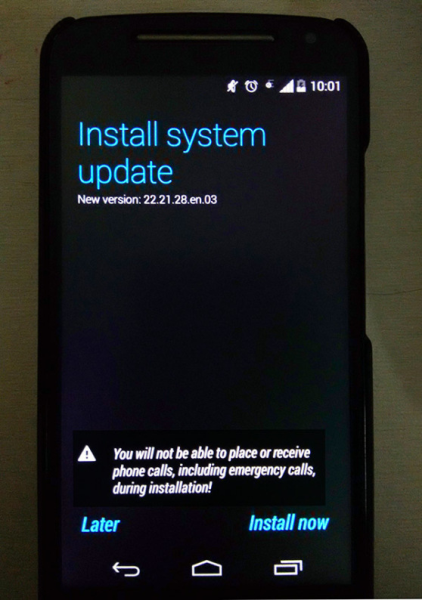 10:01
Install system
update
New version: 22.21.28.en.03
You will not be able to place or receive
phone calls, including emergency calls,
during installation!
Later Install now